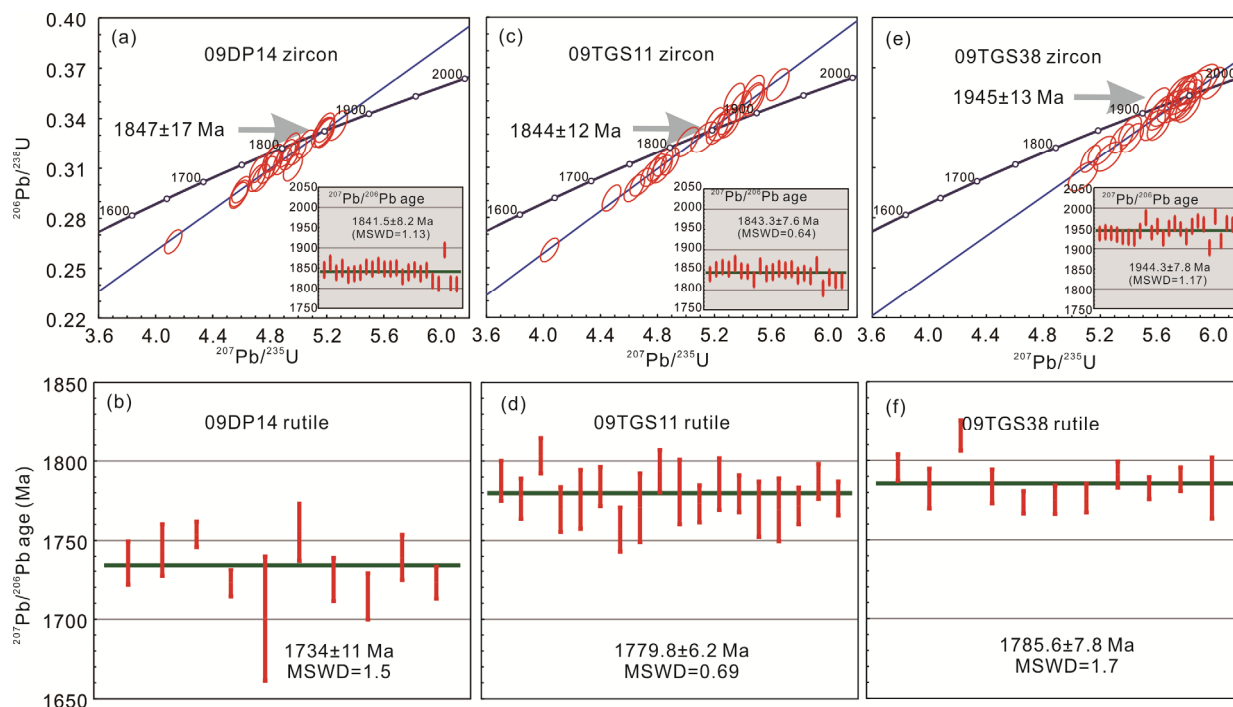 (a)
09DP14 zircon
1847±17 Ma
0.40
0.37
0.34
0.31
0.28
0.25
0.22
²⁰⁶Pb/²³⁸U
1600
1700
1800
1900
2000
²⁰⁷Pb/²⁰⁶Pb age
1841.5±8.2 Ma
(MSWD=1.13)
2050
2000
1950
1900
1850
1800
1750
3.6 4.0 4.4 4.8 5.2 5.6 6.0
²⁰⁷Pb/²³⁵U
(c)
09TGS11 zircon
1844±12 Ma
1600
1700
1800
1900
2000
²⁰⁷Pb/²⁰⁶Pb age
1843.3±7.6 Ma
(MSWD=0.64)
2050
2000
1950
1900
1850
1800
1750
3.6 4.0 4.4 4.8 5.2 5.6 6.0
²⁰⁷Pb/²³⁵U
(e)
09TGS38 zircon
1945±13 Ma
1600
1700
1800
1900
2000
²⁰⁷Pb/²⁰⁶Pb age
1944.3±7.8 Ma
(MSWD=1.17)
2050
2000
1950
1900
1850
1800
1750
3.6 4.0 4.4 4.8 5.2 5.6 6.0
²⁰⁷Pb/²³⁵U
(b)
09DP14 rutile
1850
1800
1750
1700
1650
²⁰⁷Pb/²⁰⁶Pb age (Ma)
1734±11 Ma
MSWD=1.5
(d)
09TGS11 rutile
1779.8±6.2 Ma
MSWD=0.69
(f)
09TGS38 rutile
1785.6±7.8 Ma
MSWD=1.7